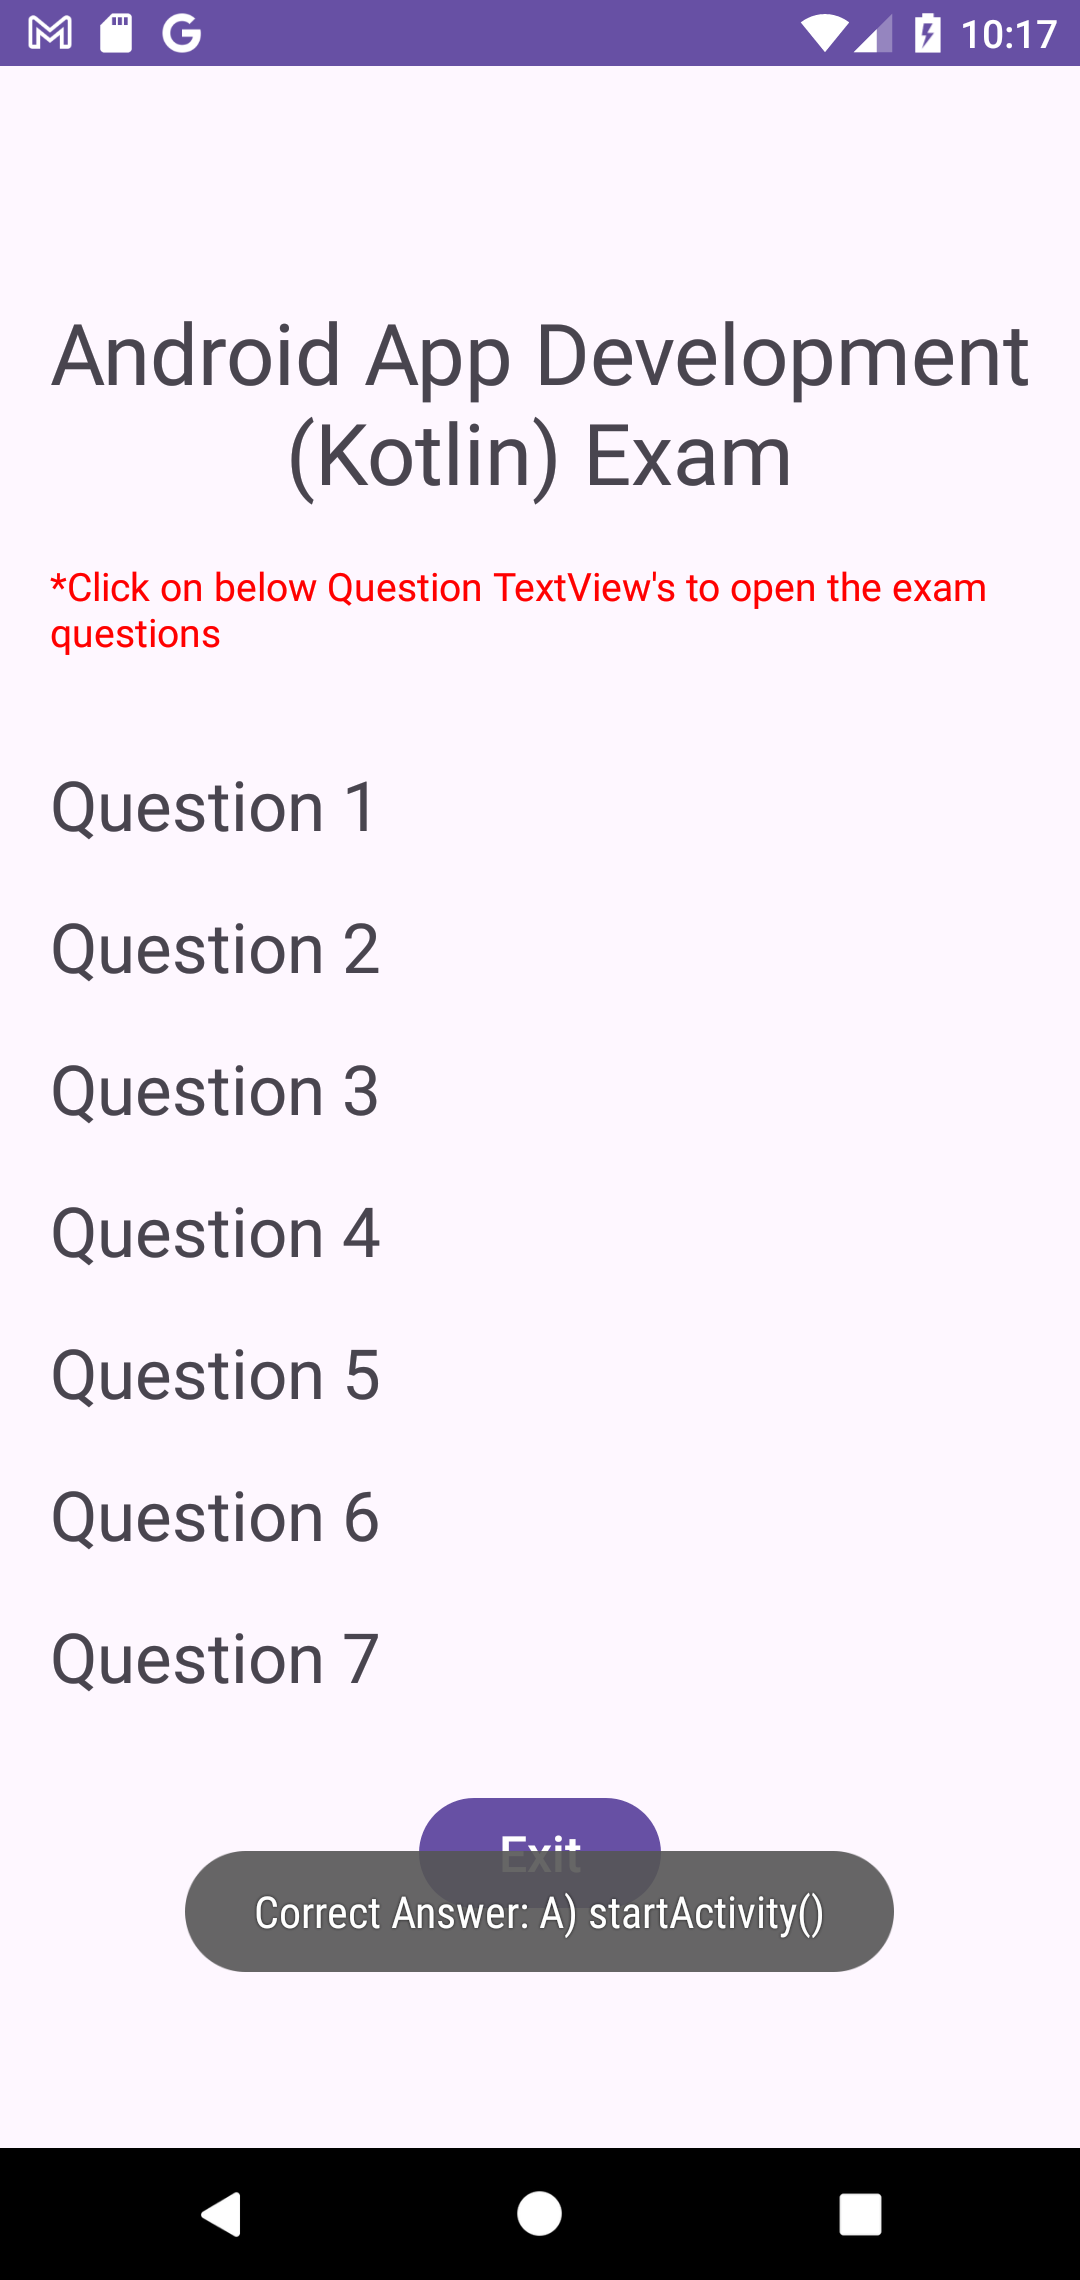 10:17
Android App Development
(Kotlin) Exam
*Click on below Question TextView's to open the exam
questions
Question 1
Question 2
Question 3
Question 4
Question 5
Question 6
Question 7
Exit
Correct Answer: A) startActivity()